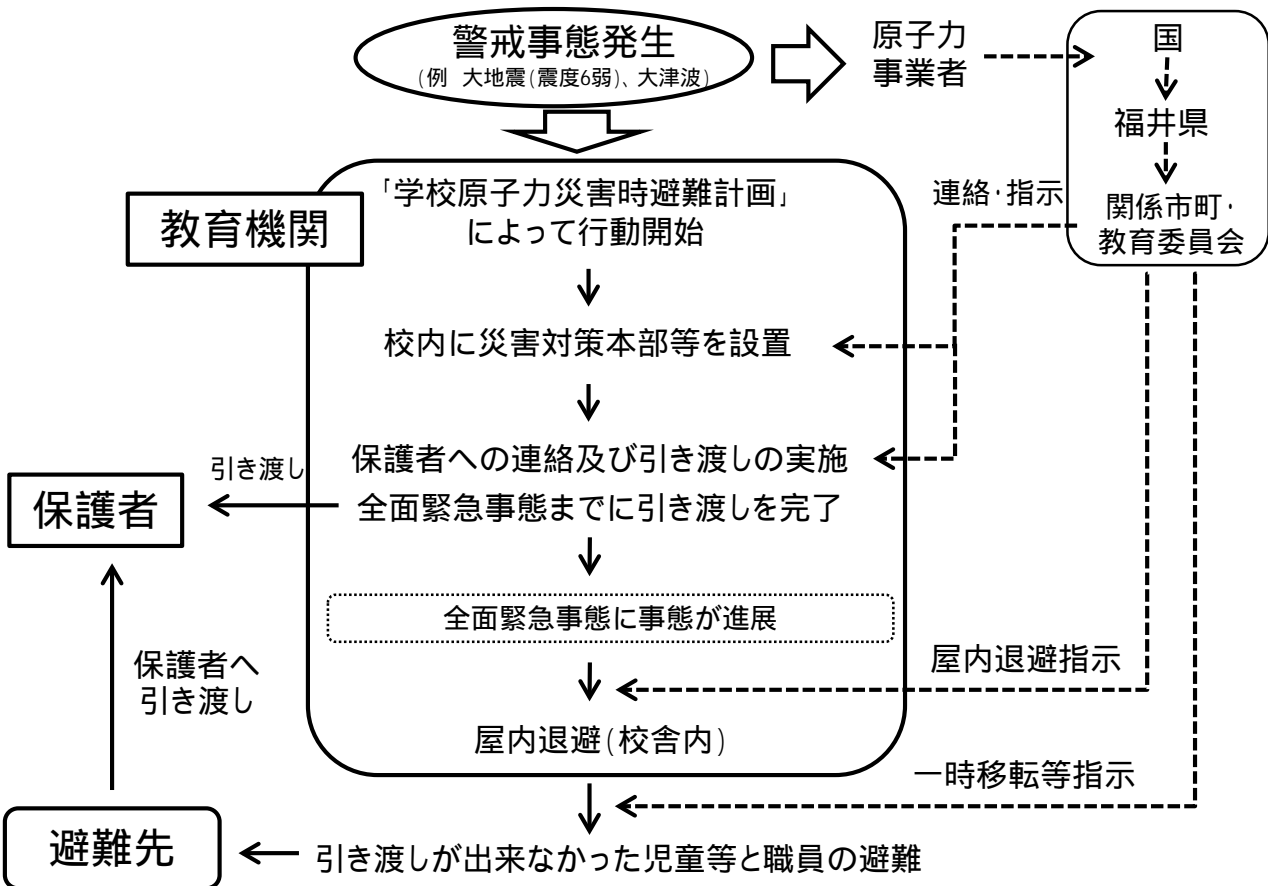 警戒事態発生
(例　大地震(震度6弱)、大津波)
原子力
事業者
国
福井県
関係市町・
教育委員会
連絡・指示
教育機関
「学校原子力災害時避難計画」
によって行動開始
校内に災害対策本部等を設置
保護者への連絡及び引き渡しの実施
全面緊急事態までに引き渡しを完了
引き渡し
保護者
全面緊急事態に事態が進展
屋内退避指示
保護者へ
引き渡し
屋内退避(校舎内)
一時移転等指示
避難先
引き渡しが出来なかった児童等と職員の避難